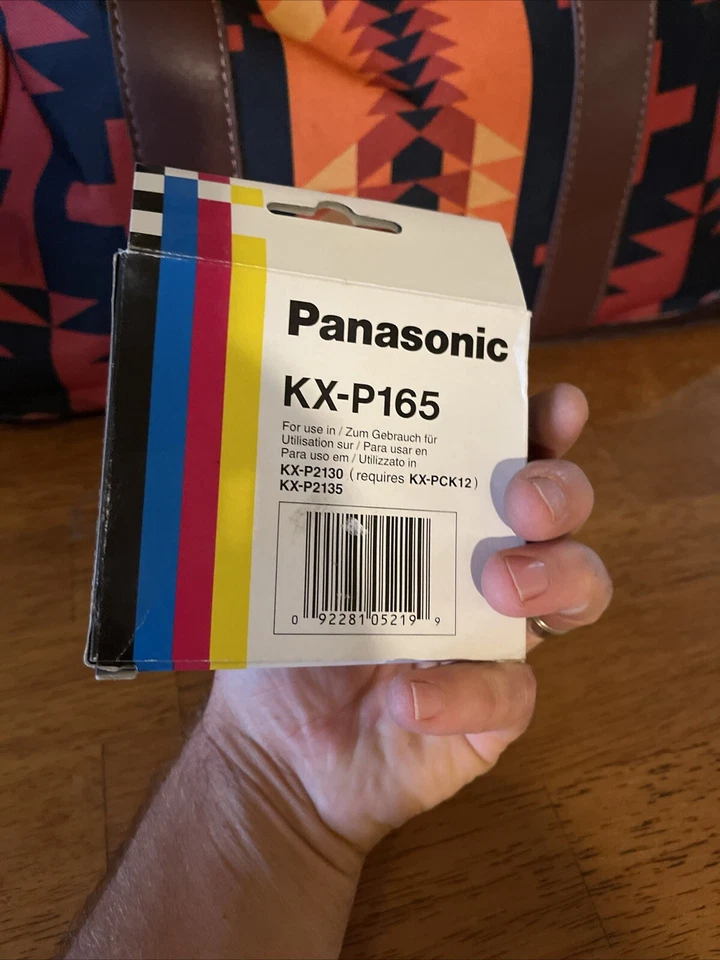 Panasonic
KX-P165
For use in / Zum Gebrauch für
Utilisation sur / Para usar en
Para uso em / Utilizzato in
KX-P2130 (requires KX-PCK12)
KX-P2135
0 92281 05219 9